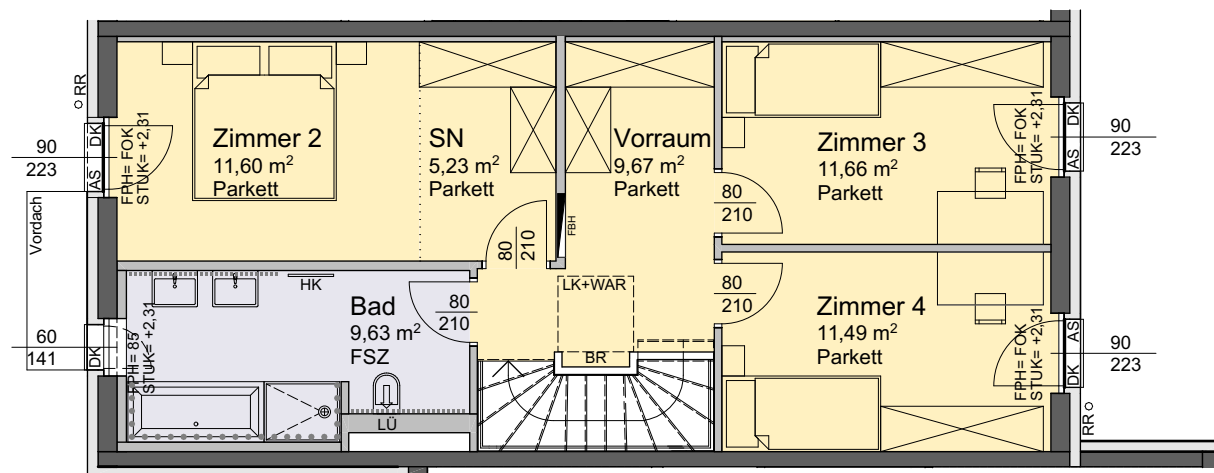 RR
90
223
DK
AS
FPH= FOK
STUK= +2,31
Zimmer 2
11,60 m²
Parkett
SN
5,23 m²
Parkett
Vorraum
9,67 m²
Parkett
Zimmer 3
11,66 m²
Parkett
FPH= FOK
STUK= +2,31
DK
AS
90
223
Vordach
80
210
FBH
80
210
HK
Bad
9,63 m²
FSZ
80
210
LK+WAR
BR
80
210
Zimmer 4
11,49 m²
Parkett
FPH= FOK
STUK= +2,31
AS
DK
90
223
60
141
DK
FPH= 85
STUK= +2,31
LÜ
RR